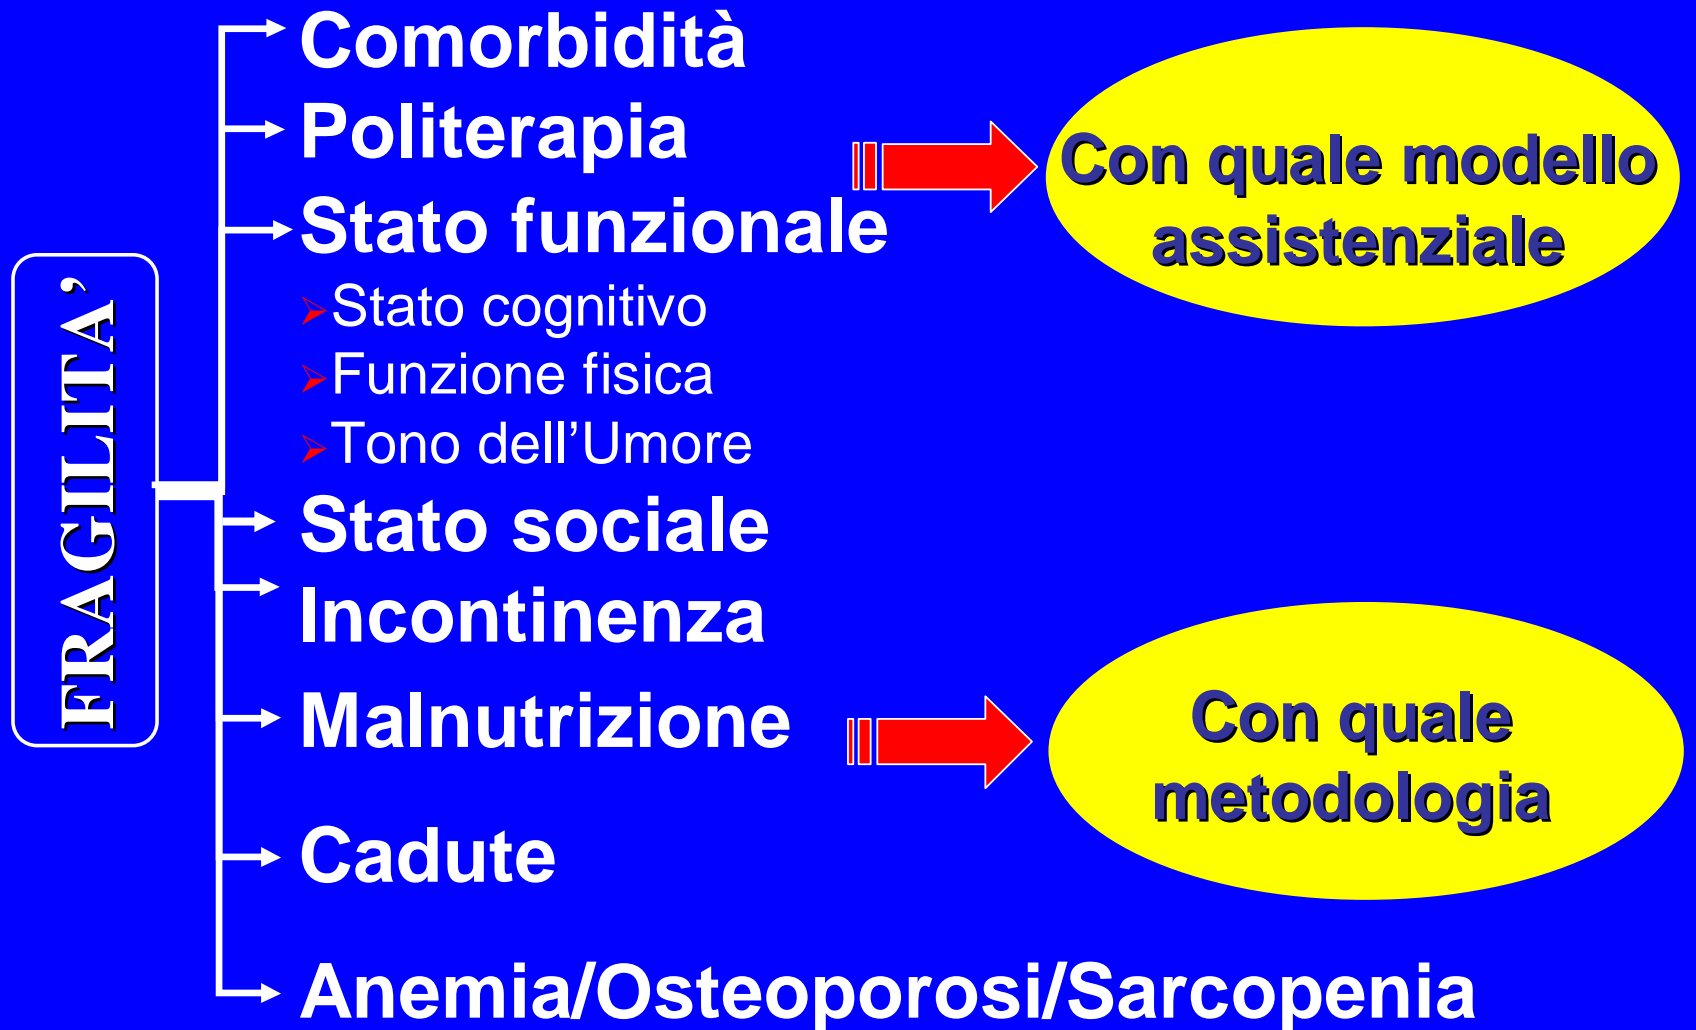 FRAGILITA’
Comorbidità
Politerapia
Stato funzionale
Stato cognitivo
Funzione fisica
Tono dell’Umore
Stato sociale
Incontinenza
Malnutrizione
Cadute
Anemia/Osteoporosi/Sarcopenia
Con quale modello
assistenziale
Con quale
metodologia